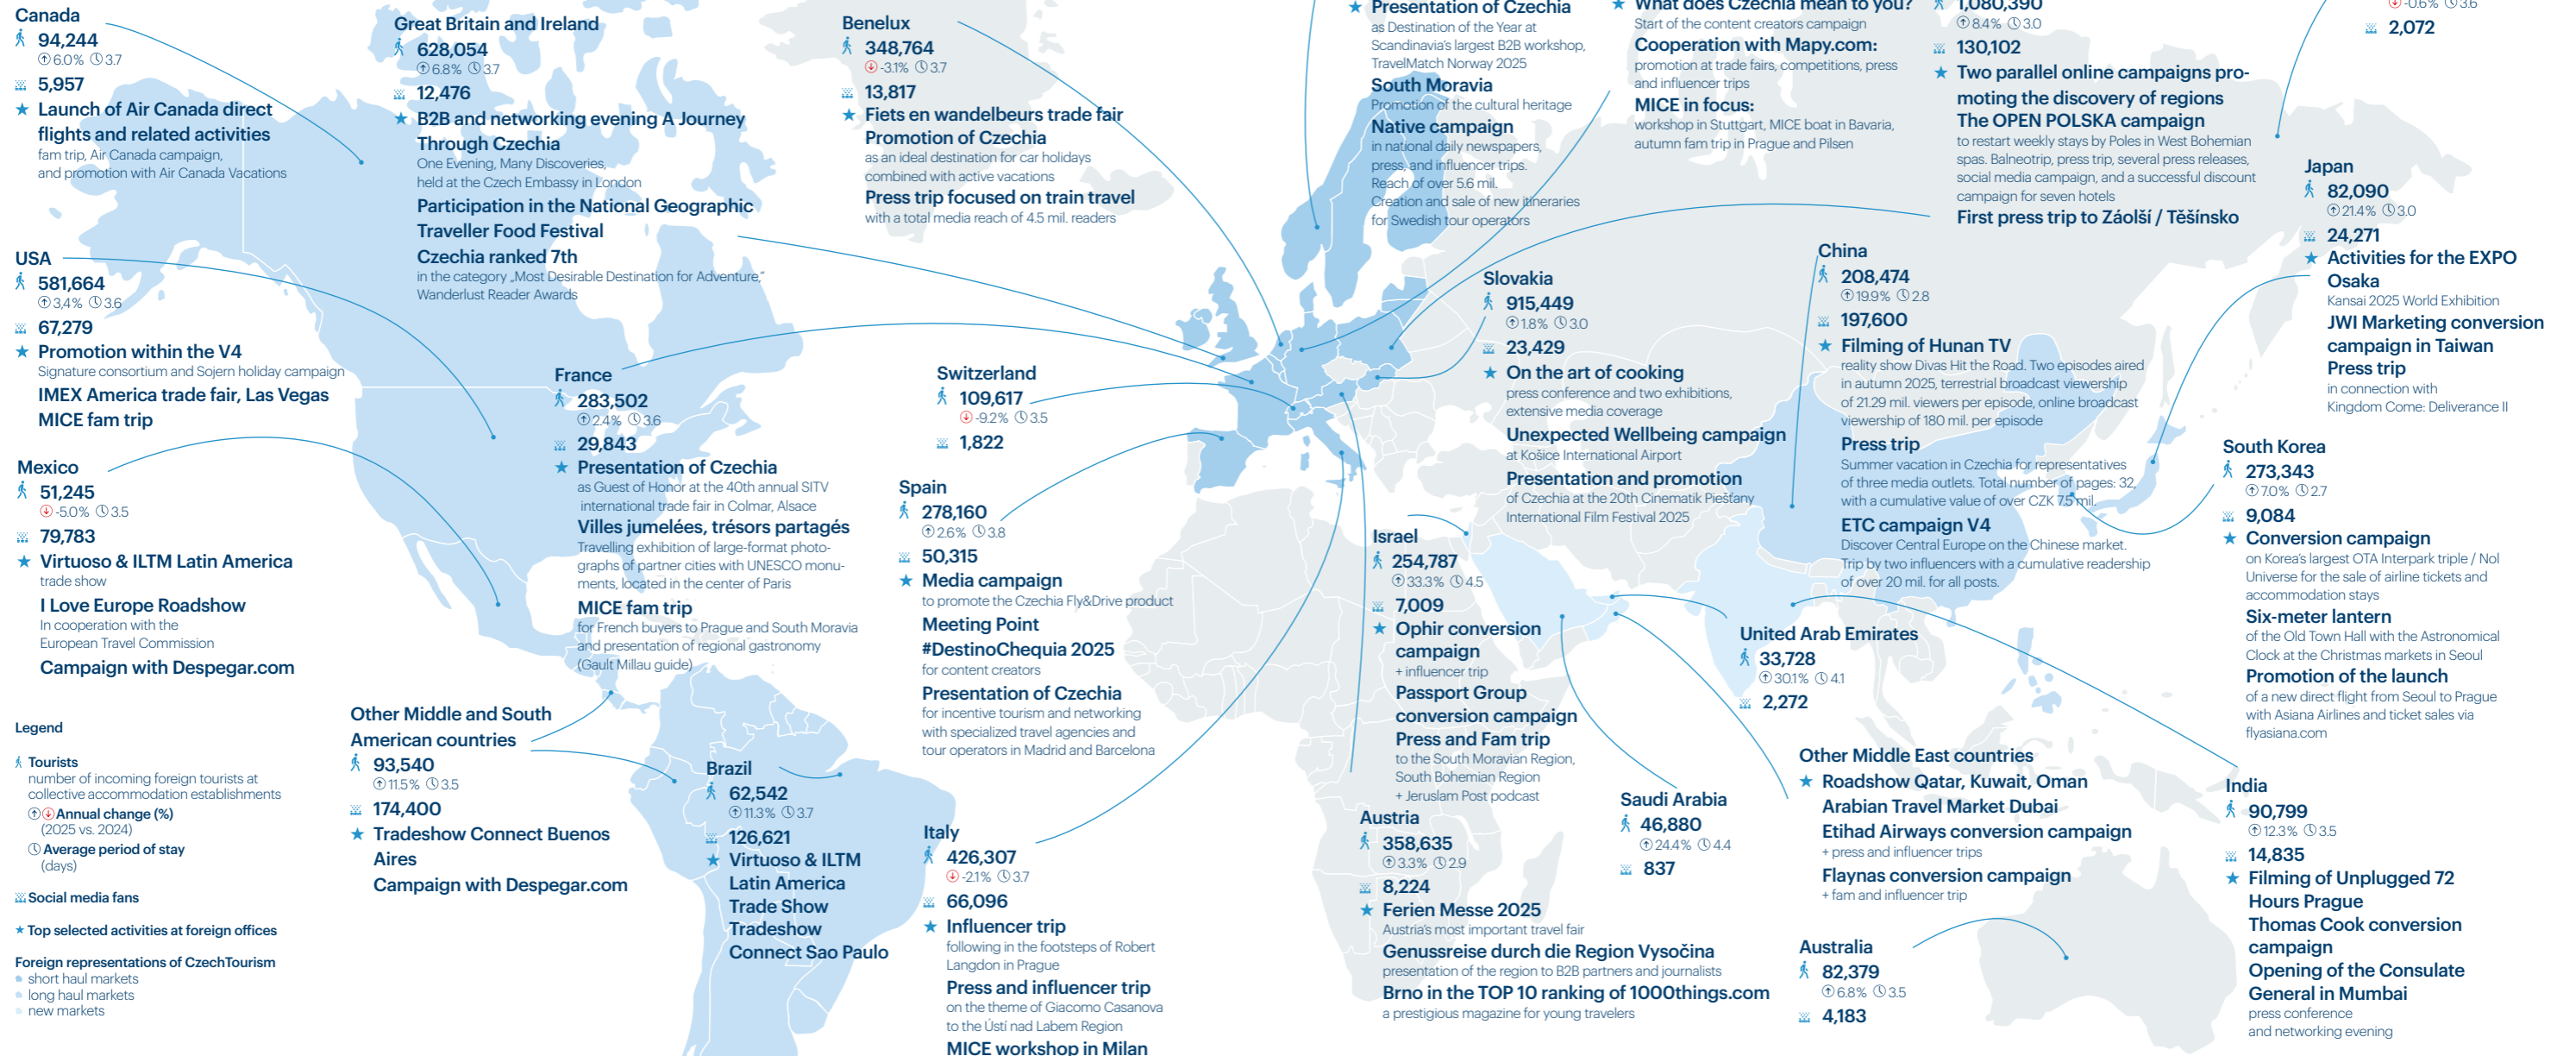 Canada
94,244
6.0% 3.7
5,957
Launch of Air Canada direct
flights and related activities
fam trip, Air Canada campaign,
and promotion with Air Canada Vacations
USA
581,664
3,4% 3.6
67,279
Promotion within the V4
Signature consortium and Sojern holiday campaign
IMEX America trade fair, Las Vegas
MICE fam trip
Mexico
51,245
-5.0% 3.5
79,783
Virtuoso & ILTM Latin America
trade show
I Love Europe Roadshow
In cooperation with the
European Travel Commission
Campaign with Despegar.com
Legend
Tourists
number of incoming foreign tourists at
collective accommodation establishments
Annual change (%)
(2025 vs. 2024)
Average period of stay
(days)
Social media fans
Top selected activities at foreign offices
Foreign representations of CzechTourism
short haul markets
long haul markets
new markets
Great Britain and Ireland
628,054
6.8% 3.7
12,476
B2B and networking evening A Journey
Through Czechia
One Evening, Many Discoveries,
held at the Czech Embassy in London
Participation in the National Geographic
Traveller Food Festival
Czechia ranked 7th
in the category „Most Desirable Destination for Adventure,“
Wanderlust Reader Awards
France
283,502
2.4% 3.6
29,843
Presentation of Czechia
as Guest of Honor at the 40th annual SITV
international trade fair in Colmar, Alsace
Villes jumelées, trésors partagés
Travelling exhibition of large-format photo-
graphs of partner cities with UNESCO monu-
ments, located in the center of Paris
MICE fam trip
for French buyers to Prague and South Moravia
and presentation of regional gastronomy
(Gault Millau guide)
Other Middle and South
American countries
93,540
11.5% 3.5
174,400
Tradeshow Connect Buenos
Aires
Campaign with Despegar.com
Brazil
62,542
11.3% 3.7
126,621
Virtuoso & ILTM
Latin America
Trade Show
Tradeshow
Connect Sao Paulo
Benelux
348,764
-3.1% 3.7
13,817
Fiets en wandelbeurs trade fair
Promotion of Czechia
as an ideal destination for car holidays
combined with active vacations
Press trip focused on train travel
with a total media reach of 4.5 mil. readers
Switzerland
109,617
-9.2% 3.5
1,822
Spain
278,160
2.6% 3.8
50,315
Media campaign
to promote the Czechia Fly&Drive product
Meeting Point
#DestinoChequia 2025
for content creators
Presentation of Czechia
for incentive tourism and networking
with specialized travel agencies and
tour operators in Madrid and Barcelona
Italy
426,307
-2.1% 3.7
66,096
Influencer trip
following in the footsteps of Robert
Langdon in Prague
Press and influencer trip
on the theme of Giacomo Casanova
to the Ústí nad Labem Region
MICE workshop in Milan
Presentation of Czechia
as Destination of the Year at
Scandinavia's largest B2B workshop,
TravelMatch Norway 2025
South Moravia
Promotion of the cultural heritage
Native campaign
in national daily newspapers,
press and influencer trips.
Reach of over 5.6 mil.
Creation and sale of new itineraries
for Swedish tour operators
What does Czechia mean to you?
Start of the content creators campaign
Cooperation with Mapy.com:
promotion at trade fairs, competitions, press
and influencer trips
MICE in focus:
workshop in Stuttgart, MICE boat in Bavaria,
autumn fam trip in Prague and Pilsen
1,080,390
8.4% 3.0
130,102
Two parallel online campaigns pro-
moting the discovery of regions
The OPEN POLSKA campaign
to restart weekly stays by Poles in West Bohemian
spas. Balneotrip, press trip, several press releases,
social media campaign, and a successful discount
campaign for seven hotels
First press trip to Záolší / Těšínsko
-0.6% 3.6
2,072
Slovakia
915,449
1.8% 3.0
23,429
On the art of cooking
press conference and two exhibitions,
extensive media coverage
Unexpected Wellbeing campaign
at Košice International Airport
Presentation and promotion
of Czechia at the 20th Cinematik Piešťany
International Film Festival 2025
Israel
254,787
33.3% 4.5
7,009
Ophir conversion
campaign
+ influencer trip
Passport Group
conversion campaign
Press and Fam trip
to the South Moravian Region,
South Bohemian Region
+ Jeruslam Post podcast
Austria
358,635
3.3% 2.9
8,224
Ferien Messe 2025
Austria's most important travel fair
Genussreise durch die Region Vysočina
presentation of the region to B2B partners and journalists
Brno in the TOP 10 ranking of 1000things.com
a prestigious magazine for young travelers
China
208,474
19.9% 2.8
197,600
Filming of Hunan TV
reality show Divas Hit the Road. Two episodes aired
in autumn 2025, terrestrial broadcast viewership
of 21.29 mil. viewers per episode, online broadcast
viewership of 180 mil. per episode
Press trip
Summer vacation in Czechia for representatives
of three media outlets. Total number of pages: 32,
with a cumulative value of over CZK 7.5 mil.
ETC campaign V4
Discover Central Europe on the Chinese market.
Trip by two influencers with a cumulative readership
of over 20 mil. for all posts.
United Arab Emirates
33,728
30.1% 4.1
2,272
Saudi Arabia
46,880
24.4% 4.4
837
Other Middle East countries
Roadshow Qatar, Kuwait, Oman
Arabian Travel Market Dubai
Etihad Airways conversion campaign
+ press and influencer trips
Flaynas conversion campaign
+ fam and influencer trip
Australia
82,379
6.8% 3.5
4,183
Japan
82,090
21.4% 3.0
24,271
Activities for the EXPO
Osaka
Kansai 2025 World Exhibition
JWI Marketing conversion
campaign in Taiwan
Press trip
in connection with
Kingdom Come: Deliverance II
South Korea
273,343
7.0% 2.7
9,084
Conversion campaign
on Korea's largest OTA Interpark triple / Nol
Universe for the sale of airline tickets and
accommodation stays
Six-meter lantern
of the Old Town Hall with the Astronomical
Clock at the Christmas markets in Seoul
Promotion of the launch
of a new direct flight from Seoul to Prague
with Asiana Airlines and ticket sales via
flyasiana.com
India
90,799
12.3% 3.5
14,835
Filming of Unplugged 72
Hours Prague
Thomas Cook conversion
campaign
Opening of the Consulate
General in Mumbai
press conference
and networking evening